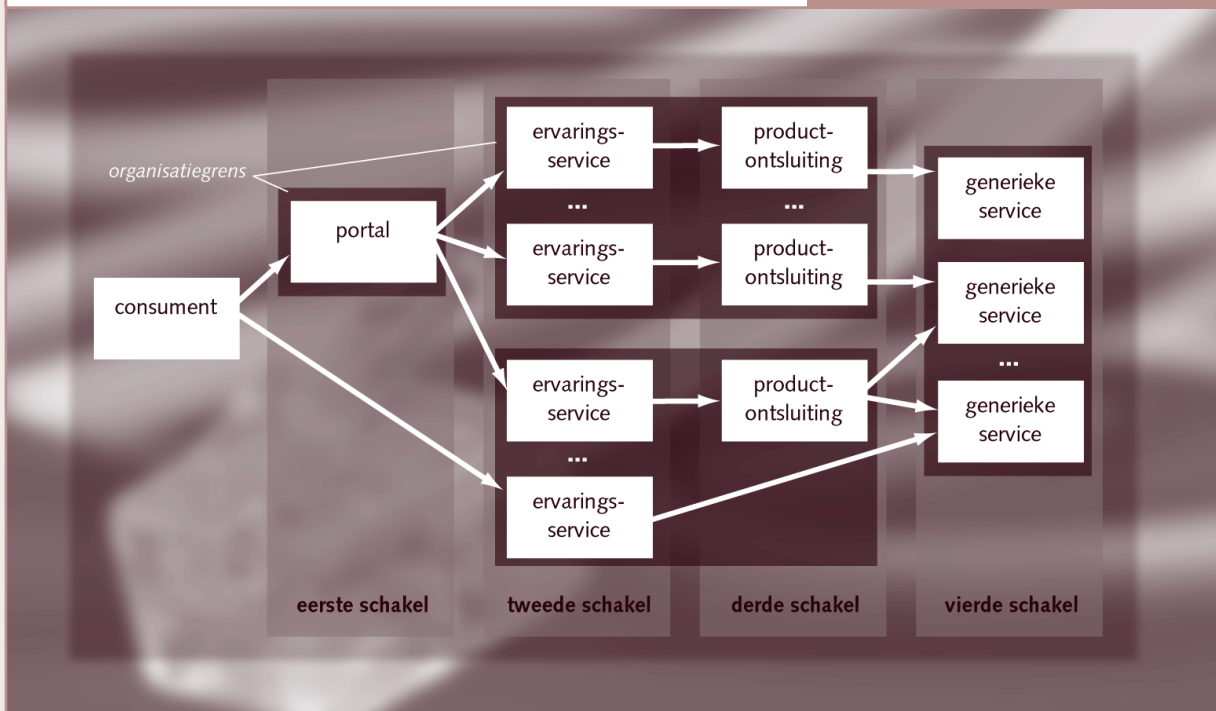 organisatiegrens
consument
portal
ervarings-
service
...
ervarings-
service
ervarings-
service
...
ervarings-
service
product-
ontsluiting
...
product-
ontsluiting
product-
ontsluiting
generieke
service
generieke
service
...
generieke
service
eerste schakel
tweede schakel
derde schakel
vierde schakel